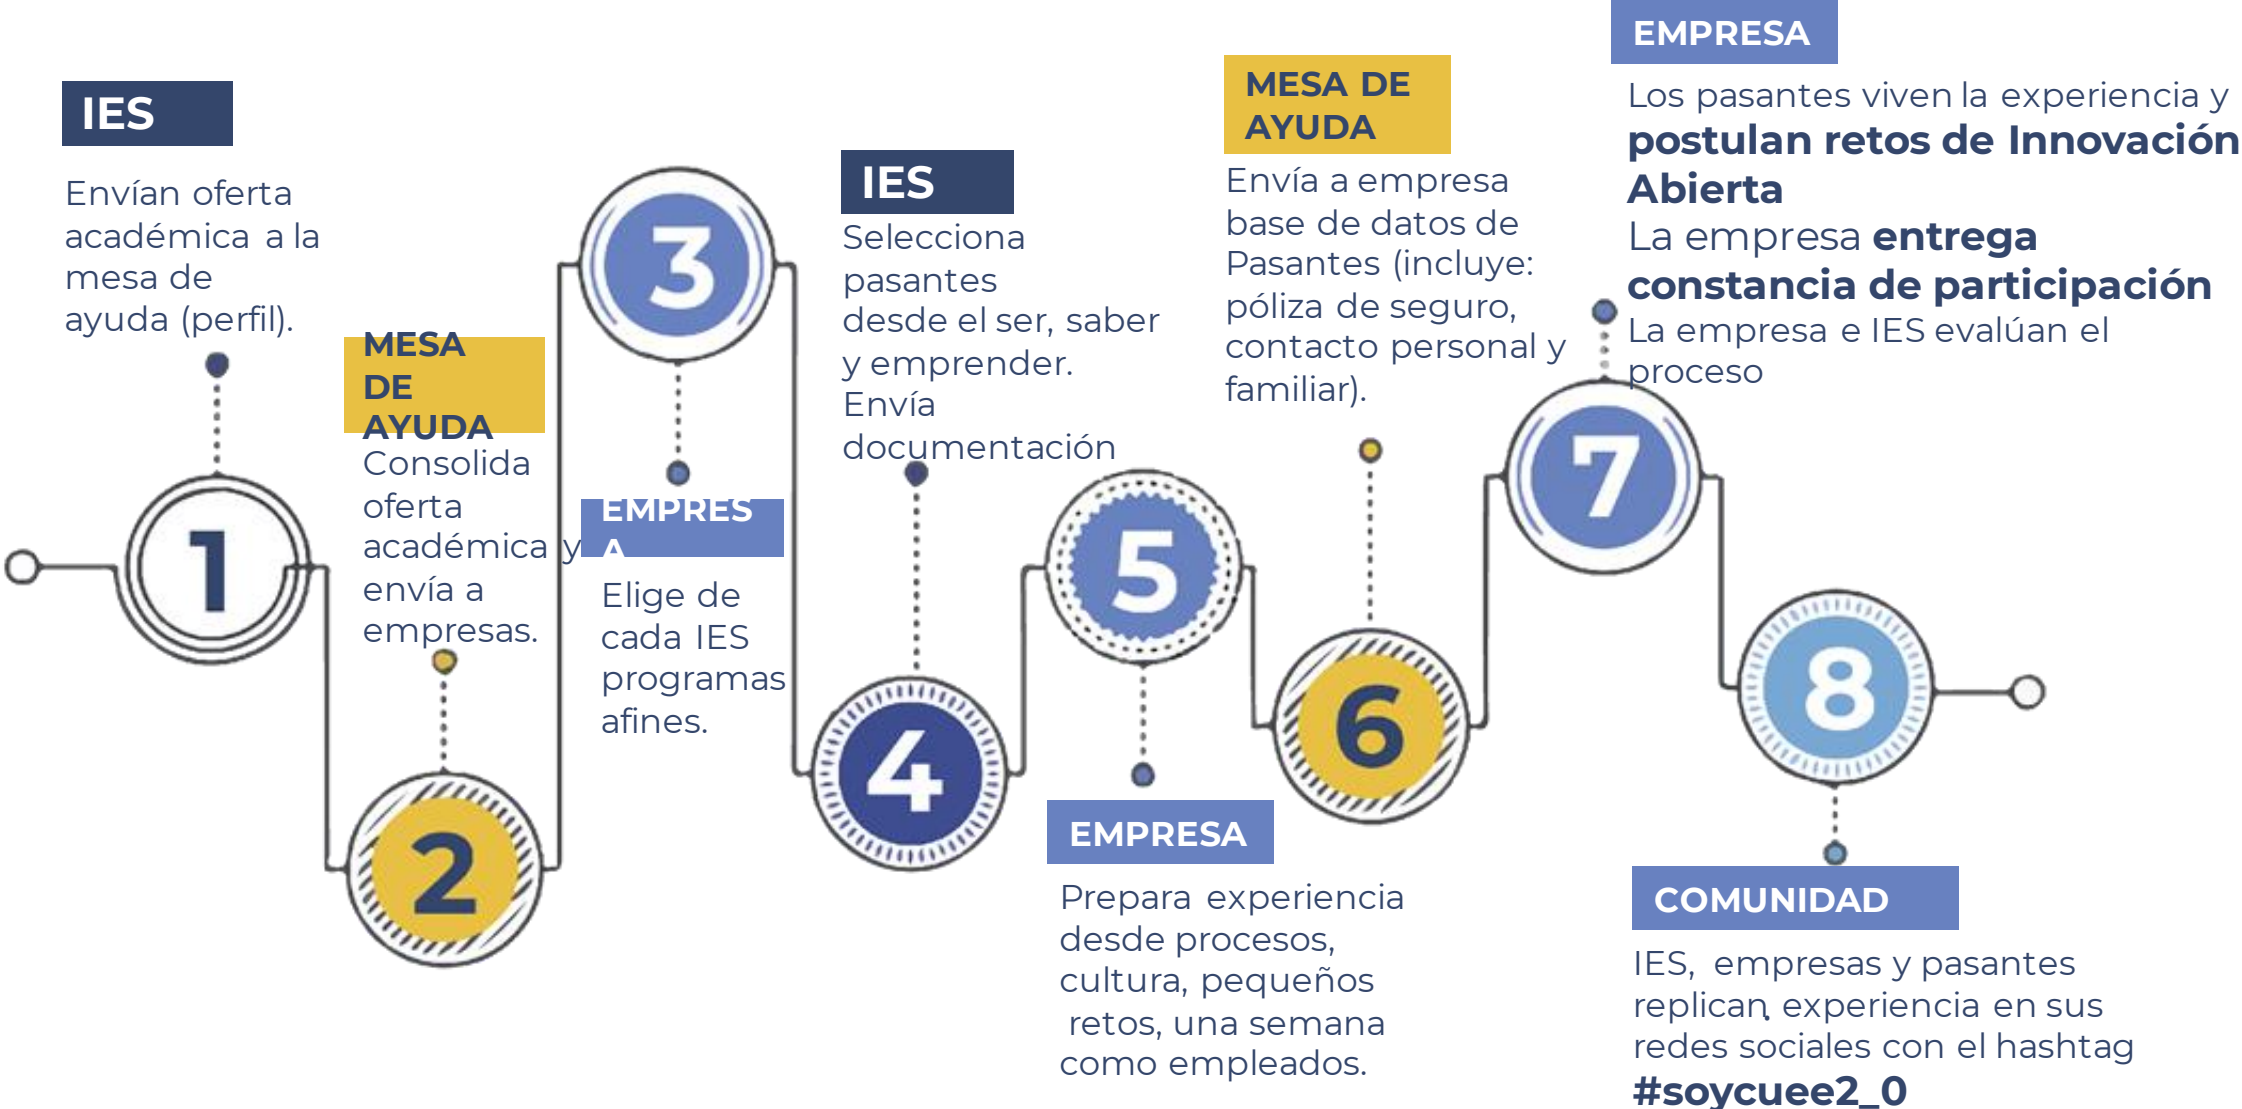 IES
Envían oferta
académica a la
mesa de
ayuda (perfil).
1
MESA
DE
AYUDA
Consolida
oferta
académica y
envía a
empresas.
2
3
EMPRES
A
Elige de
cada IES
programas
afines.
IES
Selecciona
pasantes
desde el ser, saber
y emprender.
Envía
documentación
4
5
EMPRESA
Prepara experiencia
desde procesos,
cultura, pequeños
retos, una semana
como empleados.
MESA DE
AYUDA
Envía a empresa
base de datos de
Pasantes (incluye:
póliza de seguro,
contacto personal y
familiar).
6
EMPRESA
Los pasantes viven la experiencia y
postulan retos de Innovación
Abierta
La empresa entrega
constancia de participación
La empresa e IES evalúan el
proceso
7
8
COMUNIDAD
IES, empresas y pasantes
replican, experiencia en sus
redes sociales con el hashtag
#soycuee2_0